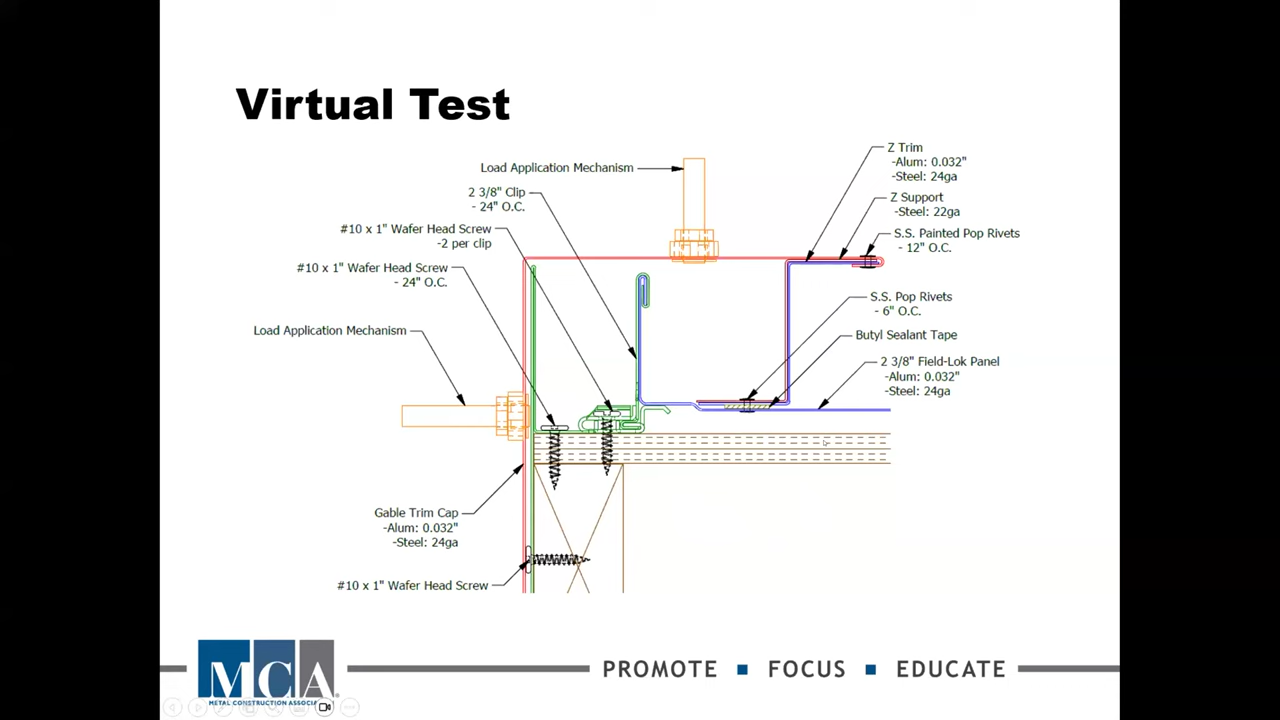 Virtual Test
Load Application Mechanism
2 3/8" Clip
- 24" O.C.
#10 x 1" Wafer Head Screw
-2 per clip
#10 x 1" Wafer Head Screw
- 24" O.C.
Load Application Mechanism
Z Trim
-Alum: 0.032"
-Steel: 24ga
Z Support
-Steel: 22ga
S.S. Painted Pop Rivets
- 12" O.C.
S.S. Pop Rivets
- 6" O.C.
Butyl Sealant Tape
2 3/8" Field-Lok Panel
-Alum: 0.032"
-Steel: 24ga
Gable Trim Cap
-Alum: 0.032"
-Steel: 24ga
#10 x 1" Wafer Head Screw
MCA®
METAL CONSTRUCTION ASSOCIA
PROMOTE ■ FOCUS ■ EDUCATE